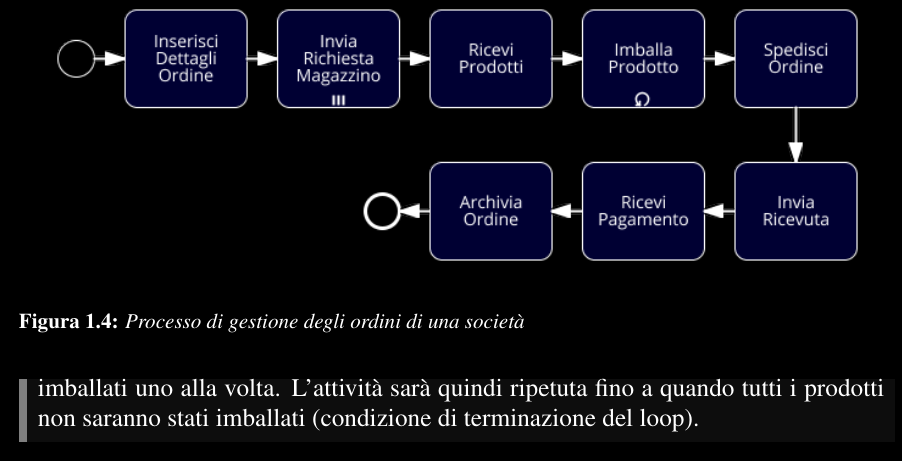 Inserisci
Dettagli
Ordine
Invia
Richiesta
Magazzino
Ricevi
Prodotti
Imballa
Prodotto
Spedisci
Ordine
Archivia
Ordine
Ricevi
Pagamento
Invia
Ricevuta
Figura 1.4: Processo di gestione degli ordini di una società
imballati uno alla volta. L'attività sarà quindi ripetuta fino a quando tutti i prodotti
non saranno stati imballati (condizione di terminazione del loop).